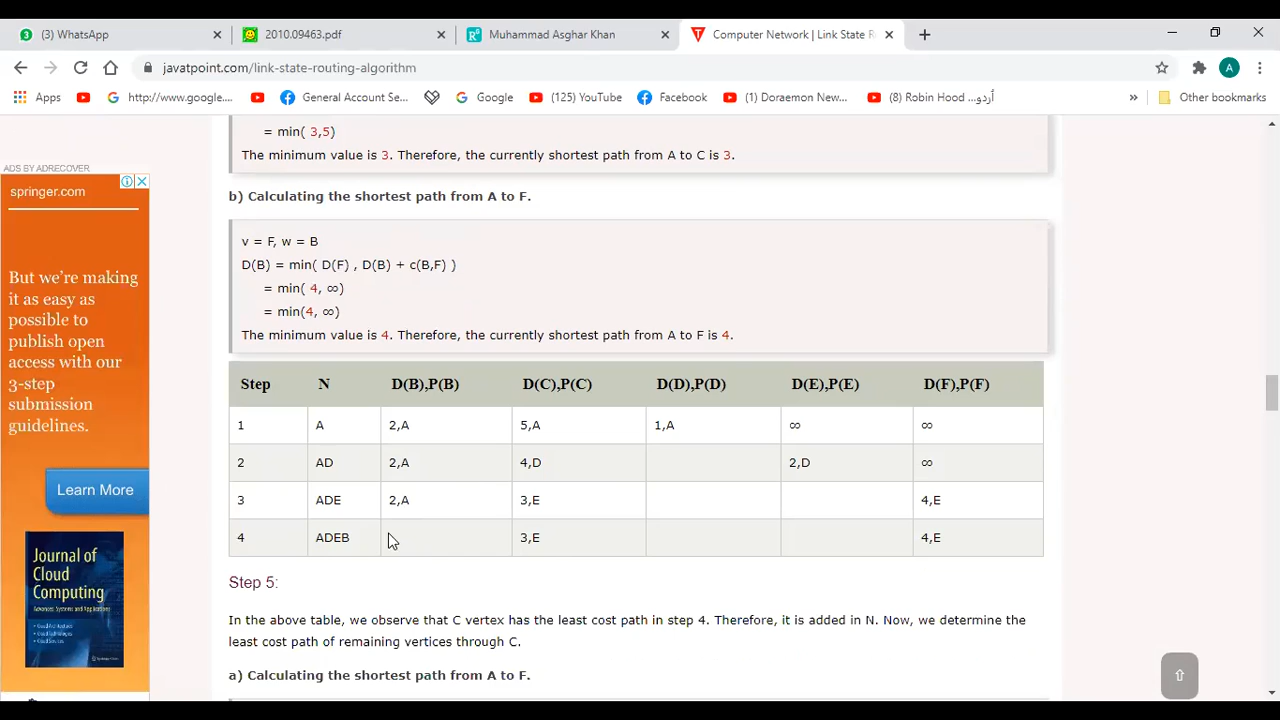 (3) WhatsApp
2010.09463.pdf
Muhammad Asghar Khan
Computer Network | Link State R
javatpoint.com/link-state-routing-algorithm
A
Apps
http://www.google....
General Account Se...
Google
(125) YouTube
Facebook
(1) Doraemon New...
(8) Robin Hood ...أردو
»
Other bookmarks
= min( 3,5)
The minimum value is 3. Therefore, the currently shortest path from A to C is 3.
ADS BY ADRECOVER
springer.com
But we're making
it as easy as
possible to
publish open
access with our
3-step
submission
guidelines.
Learn More
Journal of
Cloud
Computing
b) Calculating the shortest path from A to F.
v = F, w = B
D(B) = min( D(F) , D(B) + c(B,F) )
= min( 4, ∞)
= min(4, ∞)
The minimum value is 4. Therefore, the currently shortest path from A to F is 4.
Step N D(B),P(B) D(C),P(C) D(D),P(D) D(E),P(E) D(F),P(F)
1 A 2,A 5,A 1,A ∞ ∞
2 AD 2,A 4,D 2,D ∞
3 ADE 2,A 3,E 4,E
4 ADEB 3,E 4,E
Step 5:
In the above table, we observe that C vertex has the least cost path in step 4. Therefore, it is added in N. Now, we determine the
least cost path of remaining vertices through C.
a) Calculating the shortest path from A to F.